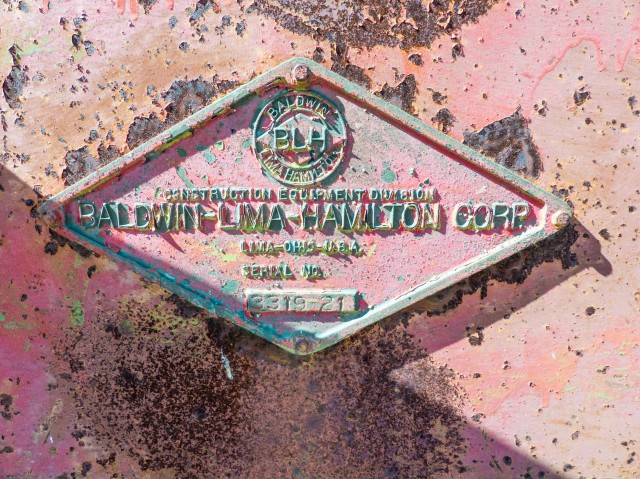 BALDWIN
BLH
LIMA HAMILTON
CONSTRUCTION EQUIPMENT DIVISION
BALDWIN-LIMA-HAMILTON CORP.
LIMA-OHIO-U.S.A.
SERIAL NO.
3319-21